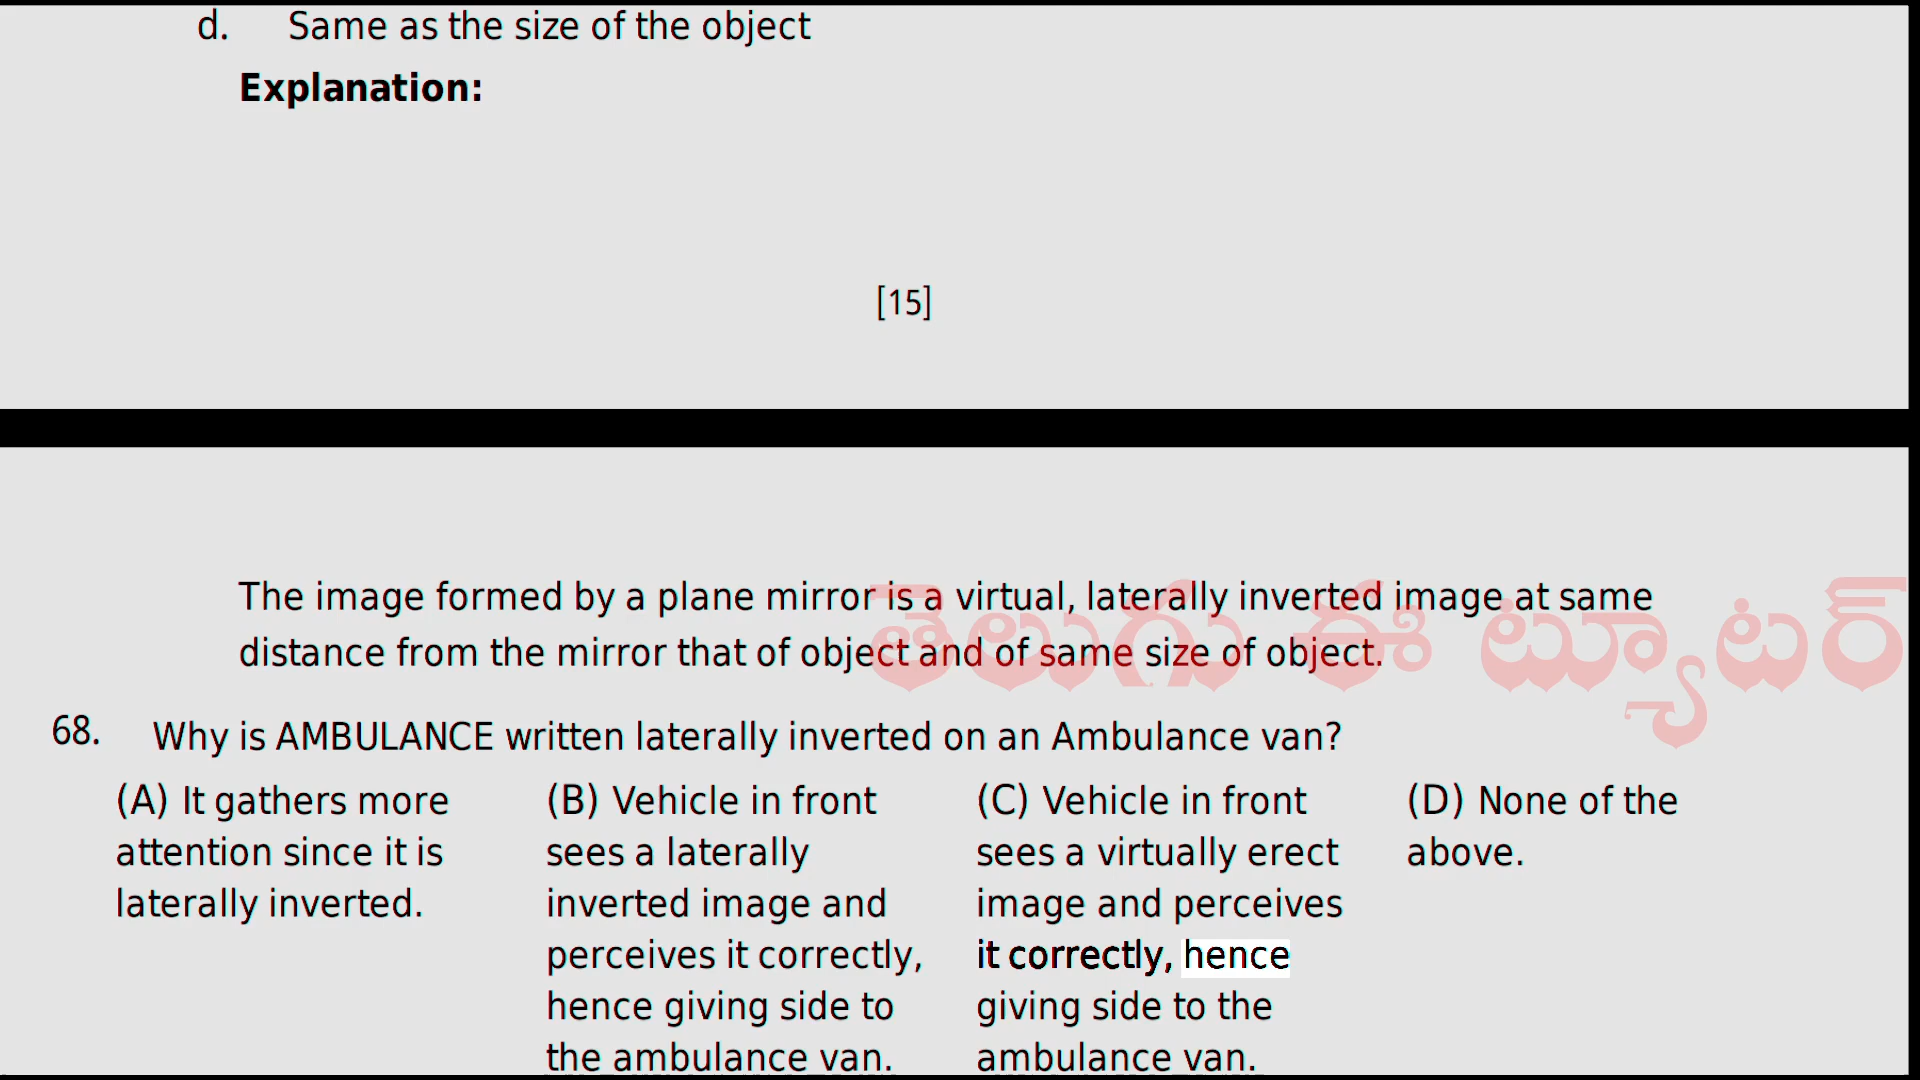 d. Same as the size of the object
Explanation:
[15]
The image formed by a plane mirror is a virtual, laterally inverted image at same
distance from the mirror that of object and of same size of object.
తెలుగు ఈ ట్యూటర్
68. Why is AMBULANCE written laterally inverted on an Ambulance van?
(A) It gathers more
attention since it is
laterally inverted.
(B) Vehicle in front
sees a laterally
inverted image and
perceives it correctly,
hence giving side to
the ambulance van.
(C) Vehicle in front
sees a virtually erect
image and perceives
it correctly, hence
giving side to the
ambulance van.
(D) None of the
above.